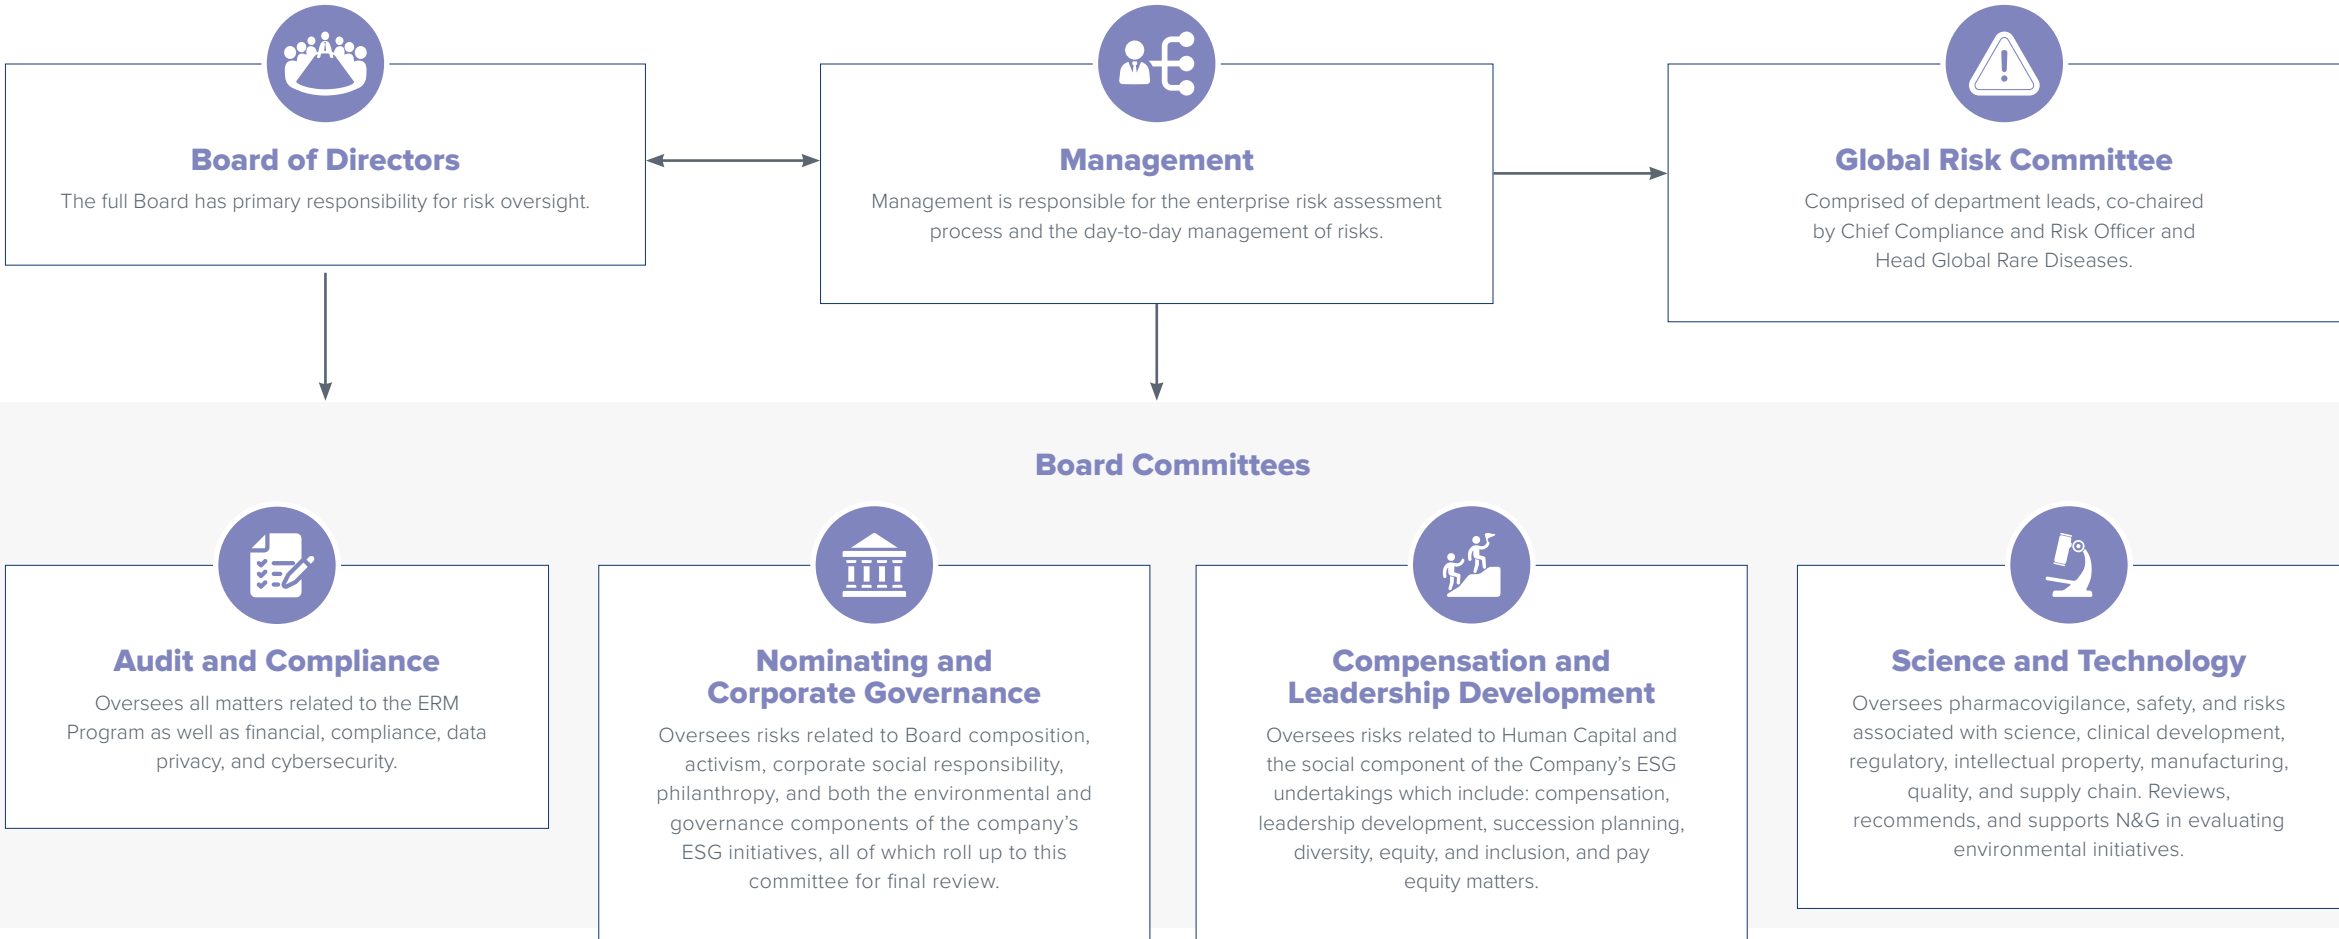 Board of Directors
The full Board has primary responsibility for risk oversight.
Management
Management is responsible for the enterprise risk assessment
process and the day-to-day management of risks.
Global Risk Committee
Comprised of department leads, co-chaired
by Chief Compliance and Risk Officer and
Head Global Rare Diseases.
Board Committees
Audit and Compliance
Oversees all matters related to the ERM
Program as well as financial, compliance, data
privacy, and cybersecurity.
Nominating and
Corporate Governance
Oversees risks related to Board composition,
activism, corporate social responsibility,
philanthropy, and both the environmental and
governance components of the company’s
ESG initiatives, all of which roll up to this
committee for final review.
Compensation and
Leadership Development
Oversees risks related to Human Capital and
the social component of the Company’s ESG
undertakings which include: compensation,
leadership development, succession planning,
diversity, equity, and inclusion, and pay
equity matters.
Science and Technology
Oversees pharmacovigilance, safety, and risks
associated with science, clinical development,
regulatory, intellectual property, manufacturing,
quality, and supply chain. Reviews,
recommends, and supports N&G in evaluating
environmental initiatives.